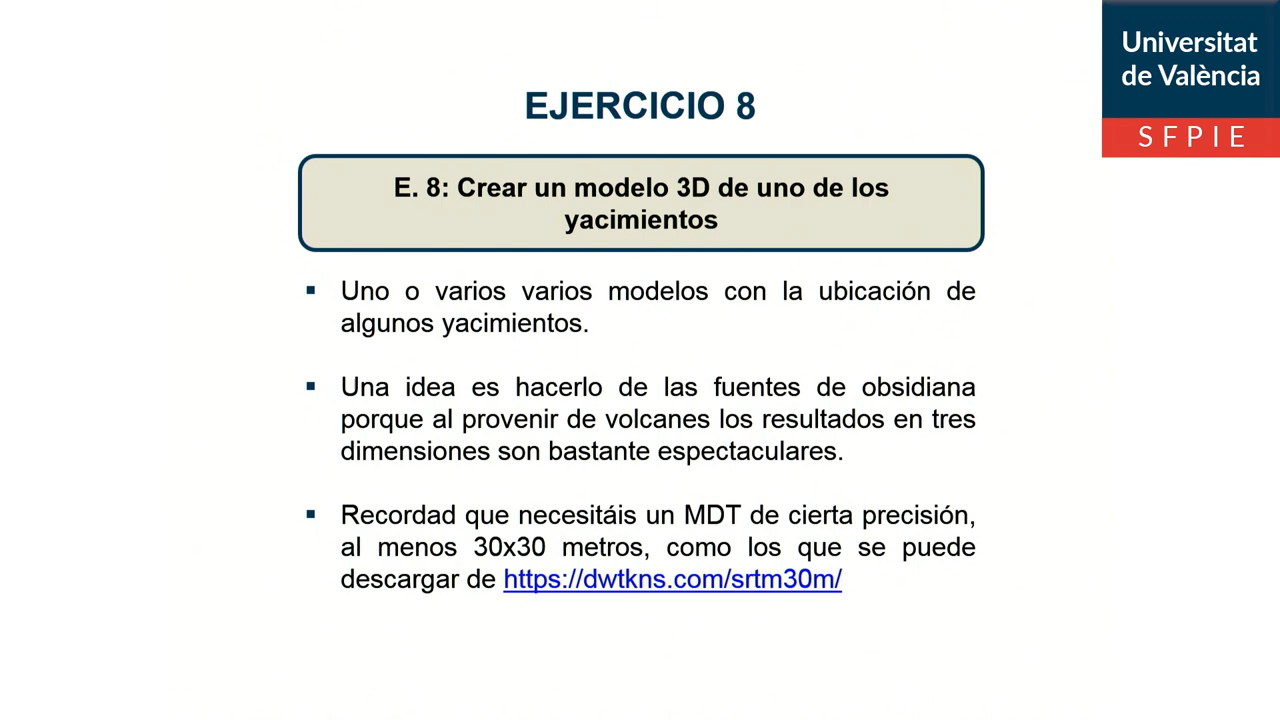 Universitat
de València
SFPIE
EJERCICIO 8
E. 8: Crear un modelo 3D de uno de los
yacimientos
▪ Uno o varios varios modelos con la ubicación de
algunos yacimientos.
▪ Una idea es hacerlo de las fuentes de obsidiana
porque al provenir de volcanes los resultados en tres
dimensiones son bastante espectaculares.
▪ Recordad que necesitáis un MDT de cierta precisión,
al menos 30x30 metros, como los que se puede
descargar de https://dwtkns.com/srtm30m/